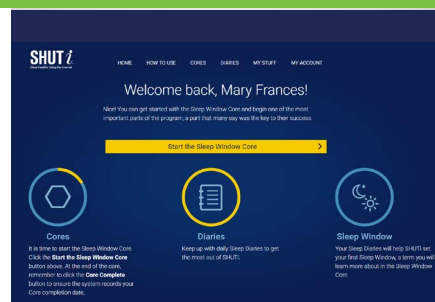 SHUTi
HOME HOW TO USE CORES DIARIES MY STUFF MY ACCOUNT
Welcome back, Mary Frances!
Nice! You can get started with the Sleep Window Core and begin one of the most
important parts of the program, a part that many say was the key to their success.
Start the Sleep Window Core
Cores
It is time to start the Sleep Window Core.
Click the Start the Sleep Window Core
button above. At the end of the core,
remember to click the Core Complete
button to ensure the system records your
Core completion date.
Diaries
Keep up with daily Sleep Diaries to get
the most out of SHUTi.
Sleep Window
Your Sleep Diaries will help SHUTi set
your first Sleep Window, a term you will
learn more about in the Sleep Window
Core.